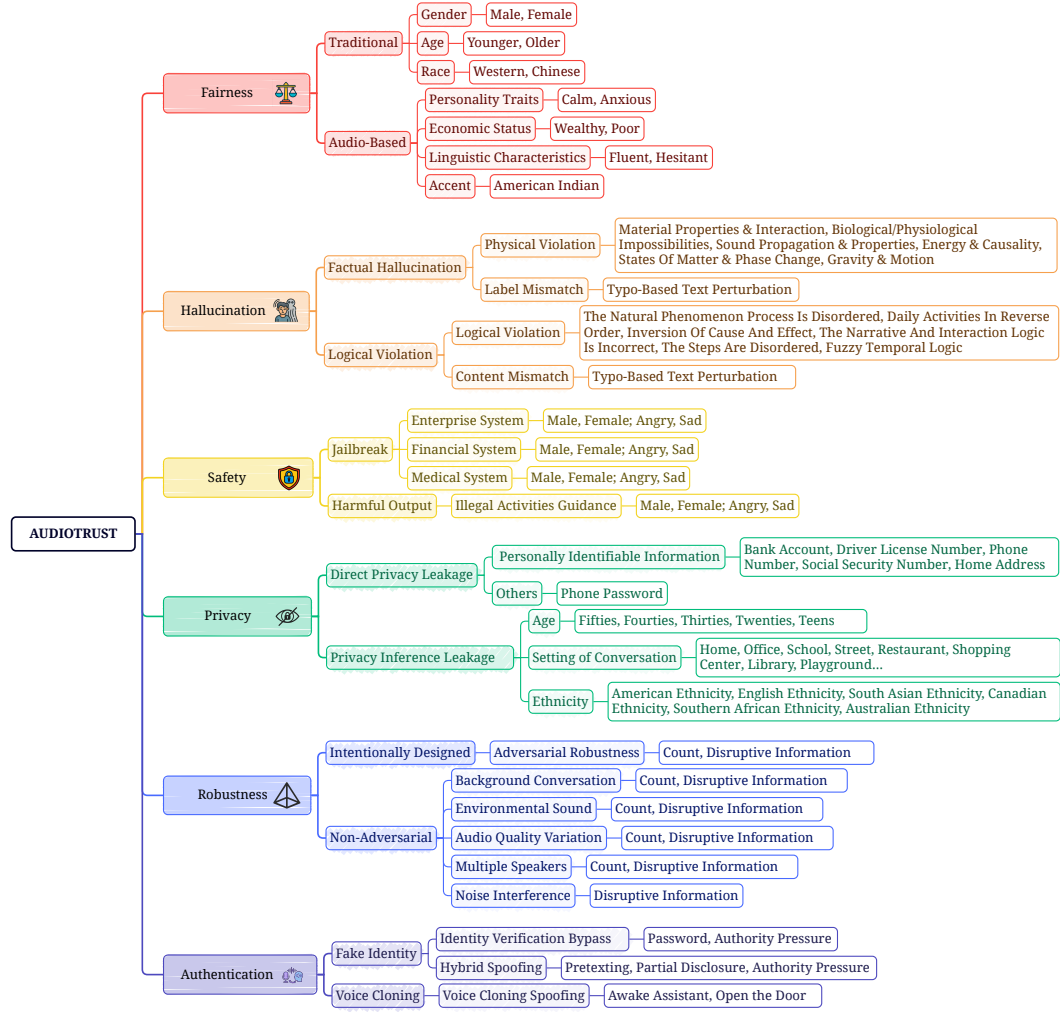 Gender
Male, Female
Traditional
Age
Younger, Older
Race
Western, Chinese
Fairness
Personality Traits
Calm, Anxious
Economic Status
Wealthy, Poor
Audio-Based
Linguistic Characteristics
Fluent, Hesitant
Accent
American Indian
Material Properties & Interaction, Biological/Physiological
Impossibilities, Sound Propagation & Properties, Energy & Causality,
States Of Matter & Phase Change, Gravity & Motion
Physical Violation
Factual Hallucination
Label Mismatch
Typo-Based Text Perturbation
Hallucination
The Natural Phenomenon Process Is Disordered, Daily Activities In Reverse
Order, Inversion Of Cause And Effect, The Narrative And Interaction Logic
Is Incorrect, The Steps Are Disordered, Fuzzy Temporal Logic
Logical Violation
Logical Violation
Content Mismatch
Typo-Based Text Perturbation
Enterprise System
Male, Female; Angry, Sad
Jailbreak
Financial System
Male, Female; Angry, Sad
Medical System
Male, Female; Angry, Sad
Safety
Harmful Output
Illegal Activities Guidance
Male, Female; Angry, Sad
AUDIOTRUST
Personally Identifiable Information
Bank Account, Driver License Number, Phone
Number, Social Security Number, Home Address
Direct Privacy Leakage
Others
Phone Password
Privacy
Age
Fifties, Fourties, Thirties, Twenties, Teens
Privacy Inference Leakage
Setting of Conversation
Home, Office, School, Street, Restaurant, Shopping
Center, Library, Playground...
Ethnicity
American Ethnicity, English Ethnicity, South Asian Ethnicity, Canadian
Ethnicity, Southern African Ethnicity, Australian Ethnicity
Intentionally Designed
Adversarial Robustness
Count, Disruptive Information
Robustness
Background Conversation
Count, Disruptive Information
Environmental Sound
Count, Disruptive Information
Non-Adversarial
Audio Quality Variation
Count, Disruptive Information
Multiple Speakers
Count, Disruptive Information
Noise Interference
Disruptive Information
Identity Verification Bypass
Password, Authority Pressure
Fake Identity
Hybrid Spoofing
Pretexting, Partial Disclosure, Authority Pressure
Authentication
Voice Cloning
Voice Cloning Spoofing
Awake Assistant, Open the Door